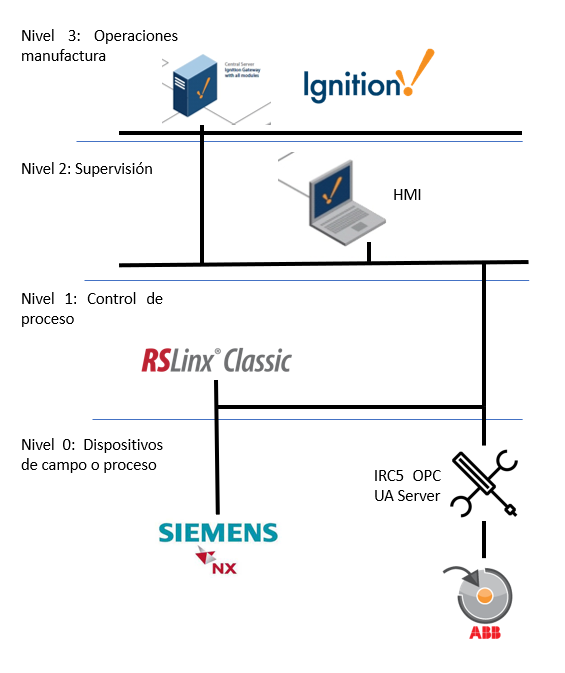 Nivel 3: Operaciones
manufactura
Central Server
Ignition Gateway
with all modules
Ignition!
Nivel 2: Supervisión
HMI
Nivel 1: Control de
proceso
RSLinx® Classic
Nivel 0: Dispositivos
de campo o proceso
IRC5 OPC
UA Server
SIEMENS
NX
ABB